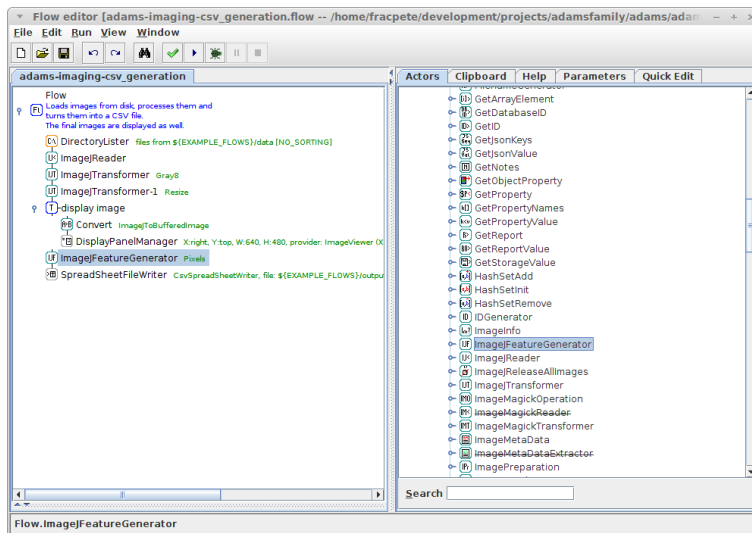 Flow editor [adams-imaging-csv_generation.flow -- /home/fracpete/development/projects/adamsfamily/adams/adam
File Edit Run View Window
adams-imaging-csv_generation
Flow
Loads images from disk, processes them and
turns them into a CSV file.
The final images are displayed as well.
DirectoryLister files from ${EXAMPLE_FLOWS}/data [NO_SORTING]
ImageJReader
ImageJTransformer Gray8
ImageJTransformer-1 Resize
display image
Convert ImageJToBufferedImage
DisplayPanelManager X:right, Y:top, W:640, H:480, provider: ImageViewer (X
ImageJFeatureGenerator Pixels
SpreadSheetFileWriter CsvSpreadSheetWriter, file: ${EXAMPLE_FLOWS}/outpu
Actors Clipboard Help Parameters Quick Edit
GetArrayElement
GetDatabaseID
GetID
GetJsonKeys
GetJsonValue
GetNotes
GetObjectProperty
GetProperty
GetPropertyNames
GetPropertyValue
GetReport
GetReportValue
GetStorageValue
HashSetAdd
HashSetInit
HashSetRemove
IDGenerator
ImageInfo
ImageJFeatureGenerator
ImageJReader
ImageJReleaseAllImages
ImageJTransformer
ImageMagickOperation
ImageMagickReader
ImageMagickTransformer
ImageMetaData
ImageMetaDataExtractor
ImagePreparation
Search
Flow.ImageJFeatureGenerator